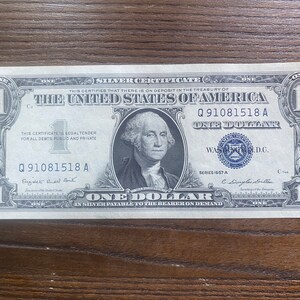 SILVER CERTIFICATE
THIS CERTIFIES THAT THERE IS ON DEPOSIT IN THE TREASURY OF
THE UNITED STATES OF AMERICA
Q 91081518 A
ONE DOLLAR
THIS CERTIFICATE IS LEGAL TENDER
FOR ALL DEBTS PUBLIC AND PRIVATE
WASHINGTON, D.C.
Q 91081518 A
SERIES 1957 A
ONE DOLLAR
IN SILVER PAYABLE TO THE BEARER ON DEMAND